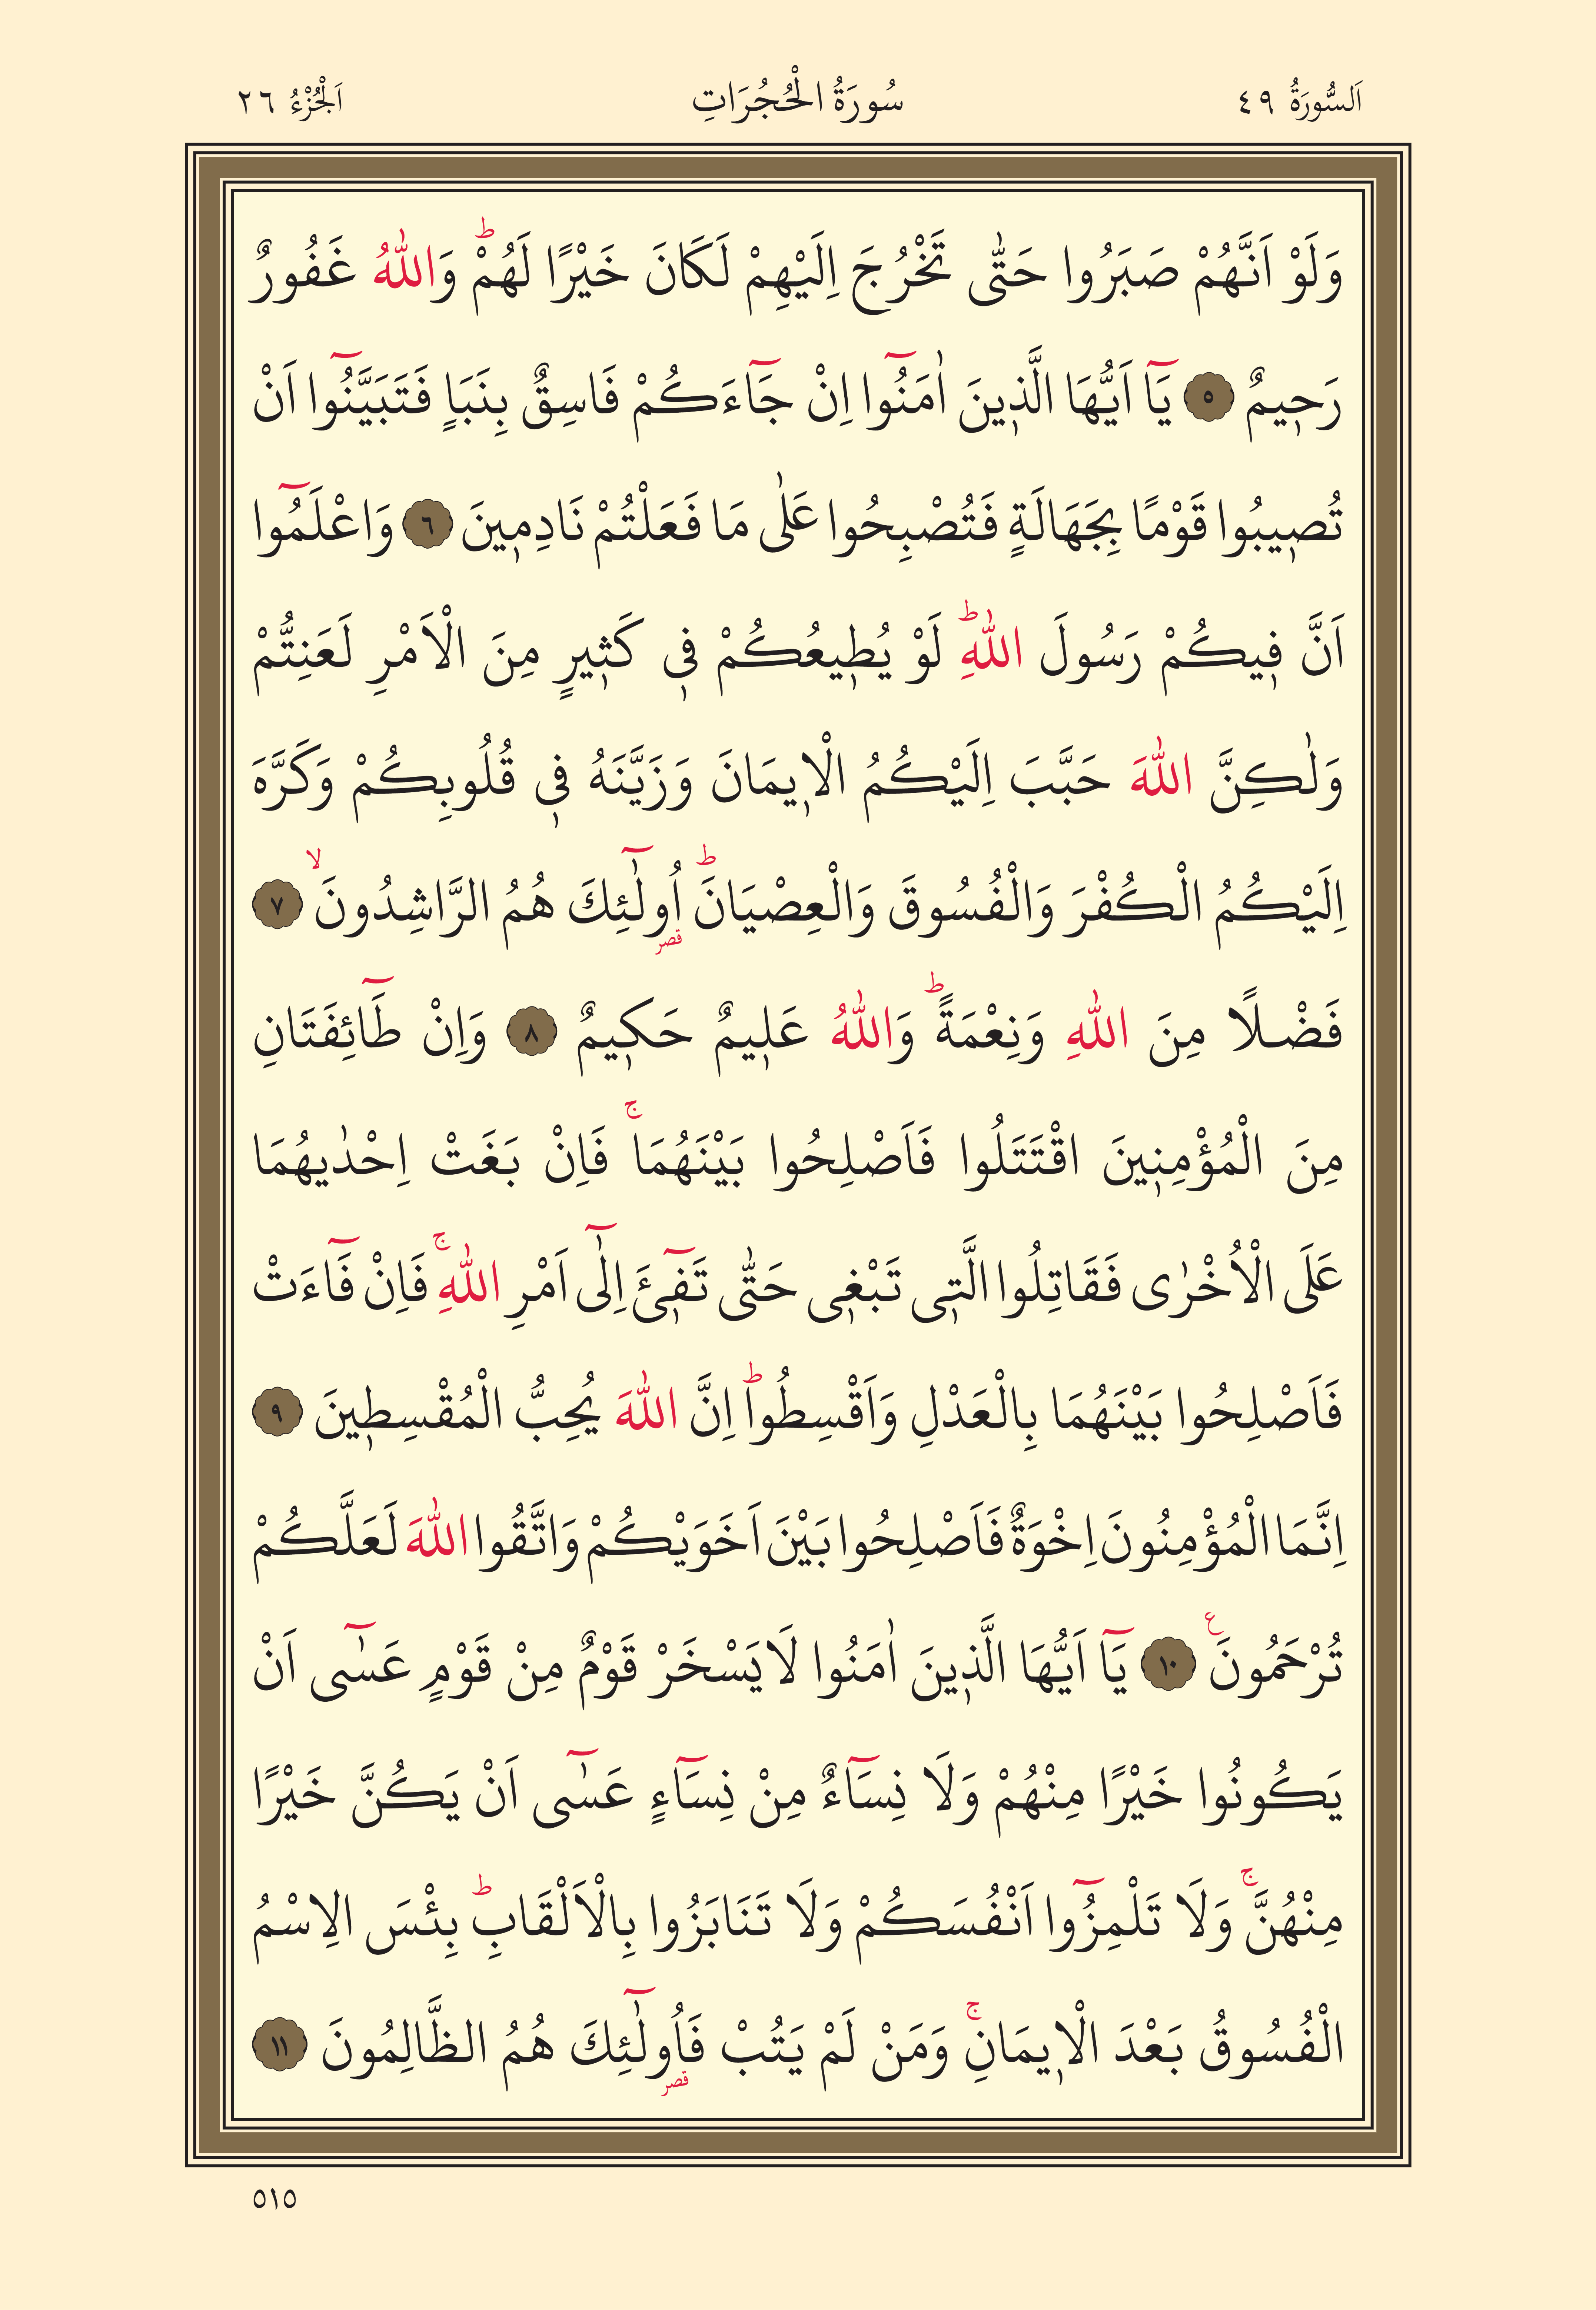 اَلسُّورَةُ ٤٩ سُورَةُ الْحُجُرَاتِ اَلْجُزْءُ ٢٦
وَلَوْ اَنَّهُمْ صَبَرُوا حَتّٰى تَخْرُجَ اِلَيْهِمْ لَكَانَ خَيْرًا لَهُمْۜ وَاللّٰهُ غَفُورٌ
رَحٖيمٌ ٥ يَٓا اَيُّهَا الَّذٖينَ اٰمَنُٓوا اِنْ جَٓاءَكُمْ فَاسِقٌ بِنَبَاٍ فَتَبَيَّنُٓوا اَنْ
تُصٖيبُوا قَوْمًا بِجَهَالَةٍ فَتُصْبِحُوا عَلٰى مَا فَعَلْتُمْ نَادِمٖينَ ٦ وَاعْلَمُٓوا
اَنَّ فٖيكُمْ رَسُولَ اللّٰهِؕ لَوْ يُطٖيعُكُمْ فٖي كَثٖيرٍ مِنَ الْاَمْرِ لَعَنِتُّمْ
وَلٰكِنَّ اللّٰهَ حَبَّبَ اِلَيْكُمُ الْاٖيمَانَ وَزَيَّنَهُ فٖي قُلُوبِكُمْ وَكَرَّهَ
اِلَيْكُمُ الْكُفْرَ وَالْفُسُوقَ وَالْعِصْيَانَؕ اُو۬لٰٓئِكَ قصر هُمُ الرَّاشِدُونَۙ ٧
فَضْلًا مِنَ اللّٰهِ وَنِعْمَةًؕ وَاللّٰهُ عَلٖيمٌ حَكٖيمٌ ٨ وَاِنْ طَٓائِفَتَانِ
مِنَ الْمُؤْمِنٖينَ اقْتَتَلُوا فَاَصْلِحُوا بَيْنَهُمَاۚ فَاِنْ بَغَتْ اِحْدٰيهُمَا
عَلَى الْاُخْرٰى فَقَاتِلُوا الَّتٖي تَبْغٖي حَتّٰى تَفٖٓئَ اِلٰٓى اَمْرِ اللّٰهِۚ فَاِنْ فَٓاءَتْ
فَاَصْلِحُوا بَيْنَهُمَا بِالْعَدْلِ وَاَقْسِطُواؕ اِنَّ اللّٰهَ يُحِبُّ الْمُقْسِطٖينَ ٩
اِنَّمَا الْمُؤْمِنُونَ اِخْوَةٌ فَاَصْلِحُوا بَيْنَ اَخَوَيْكُمْ وَاتَّقُوا اللّٰهَ لَعَلَّكُمْ
تُرْحَمُونَ ع ١٠ يَٓا اَيُّهَا الَّذٖينَ اٰمَنُوا لَا يَسْخَرْ قَوْمٌ مِنْ قَوْمٍ عَسٰٓى اَنْ
يَكُونُوا خَيْرًا مِنْهُمْ وَلَا نِسَٓاءٌ مِنْ نِسَٓاءٍ عَسٰٓى اَنْ يَكُنَّ خَيْرًا
مِنْهُنَّۚ وَلَا تَلْمِزُٓوا اَنْفُسَكُمْ وَلَا تَنَابَزُوا بِالْاَلْقَابِؕ بِئْسَ الِاسْمُ
الْفُسُوقُ بَعْدَ الْاٖيمَانِۚ وَمَنْ لَمْ يَتُبْ فَاُولٰٓئِكَ قصر هُمُ الظَّالِمُونَ ١١
٥١٥